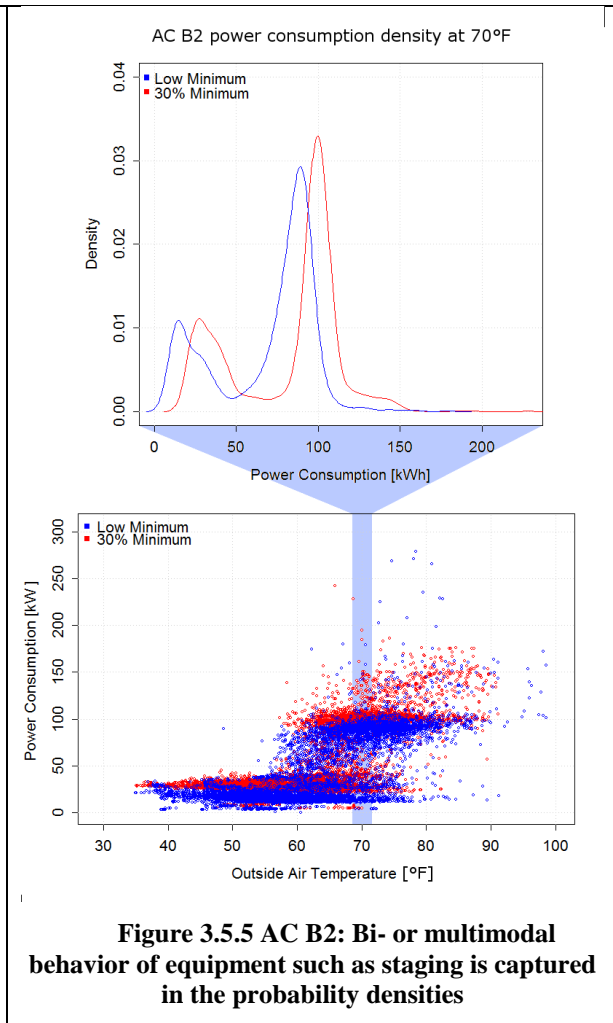 AC B2 power consumption density at 70°F
Low Minimum
30% Minimum
0.04
0.03
0.02
0.01
0.00
Density
0 50 100 150 200
Power Consumption [kWh]
Low Minimum
30% Minimum
300
250
200
150
100
50
0
Power Consumption [kW]
30 40 50 60 70 80 90 100
Outside Air Temperature [°F]
Figure 3.5.5 AC B2: Bi- or multimodal
behavior of equipment such as staging is captured
in the probability densities